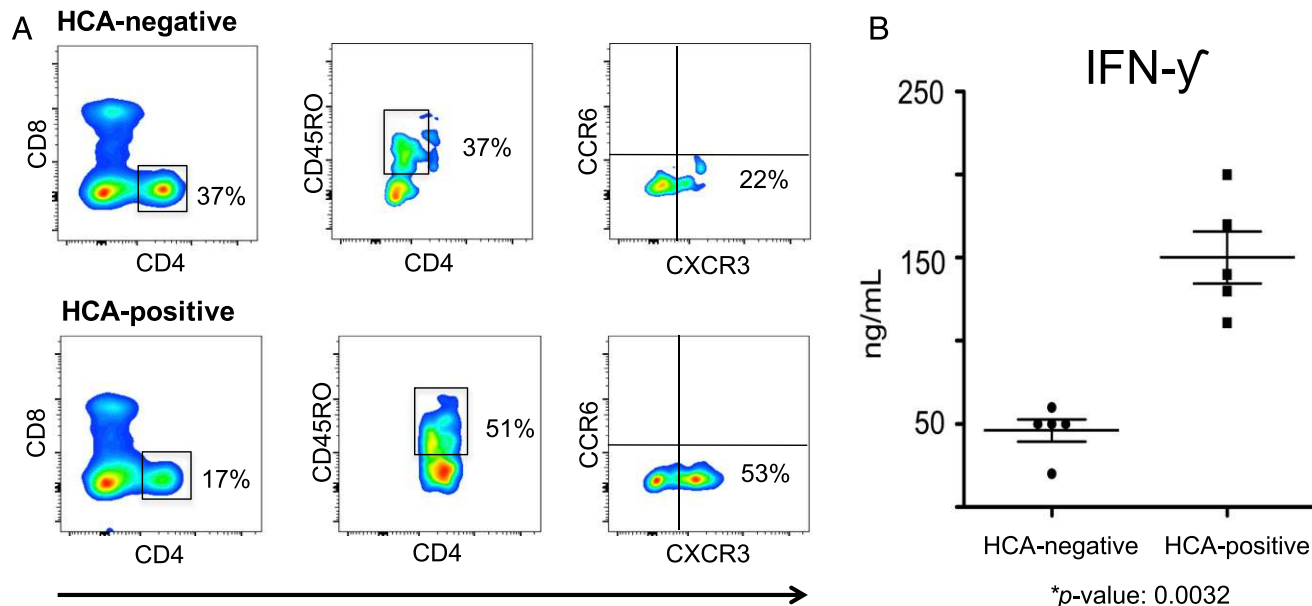 A
HCA-negative
CD8
37%
CD4
CD45RO
37%
CD4
CCR6
22%
CXCR3
HCA-positive
CD8
17%
CD4
CD45RO
51%
CD4
CCR6
53%
CXCR3
B
IFN-γ
250
150
50
ng/mL
HCA-negative
HCA-positive
*p-value: 0.0032